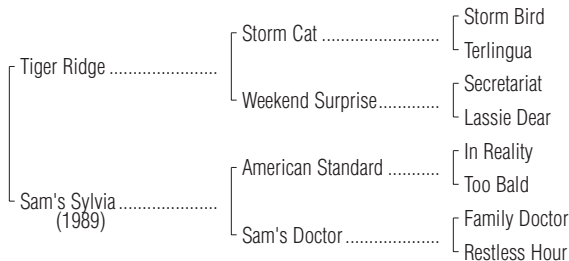 Storm Bird
Storm Cat ........................
Terlingua
Tiger Ridge ......................
Secretariat
Weekend Surprise.............
Lassie Dear
In Reality
American Standard ...........
Too Bald
Sam's Sylvia ....................
(1989)
Family Doctor
Sam's Doctor ...................
Restless Hour